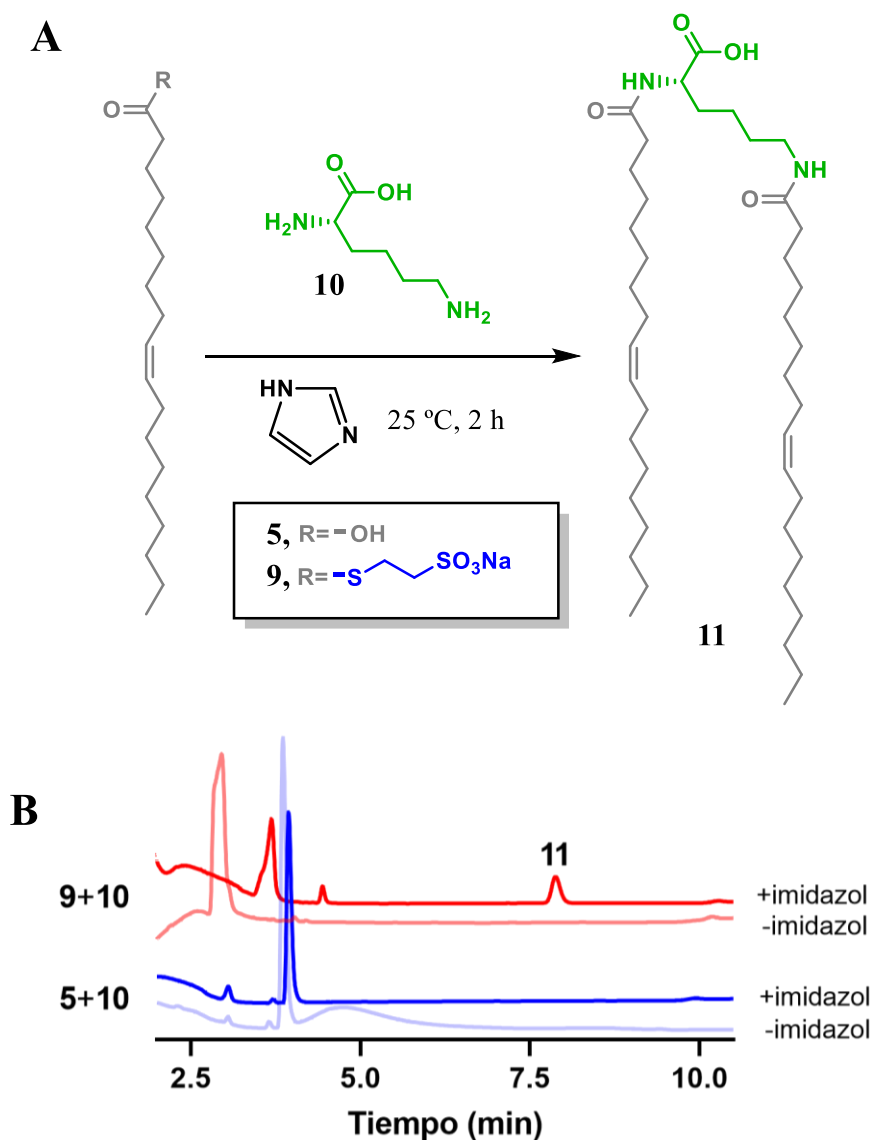 A
R
O
O
OH
HN
O
O
OH
H2N
10
NH2
NH
O
HN
N
25 ºC, 2 h
5, R= OH
9, R= S SO3Na
11
B
11
9+10
+imidazol
-imidazol
5+10
+imidazol
-imidazol
2.5 5.0 7.5 10.0
Tiempo (min)